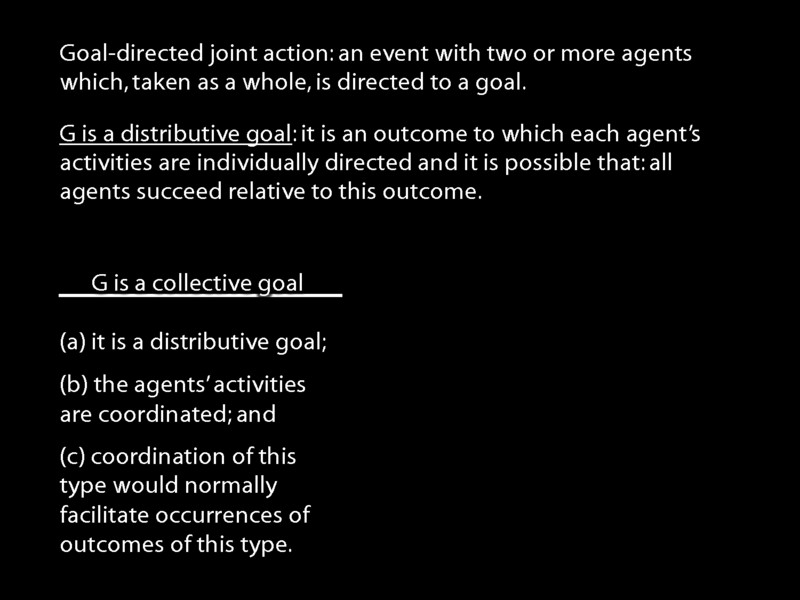 Goal-directed joint action: an event with two or more agents
which, taken as a whole, is directed to a goal.
G is a distributive goal: it is an outcome to which each agent’s
activities are individually directed and it is possible that: all
agents succeed relative to this outcome.
G is a collective goal
(a) it is a distributive goal;
(b) the agents’ activities
are coordinated; and
(c) coordination of this
type would normally
facilitate occurrences of
outcomes of this type.